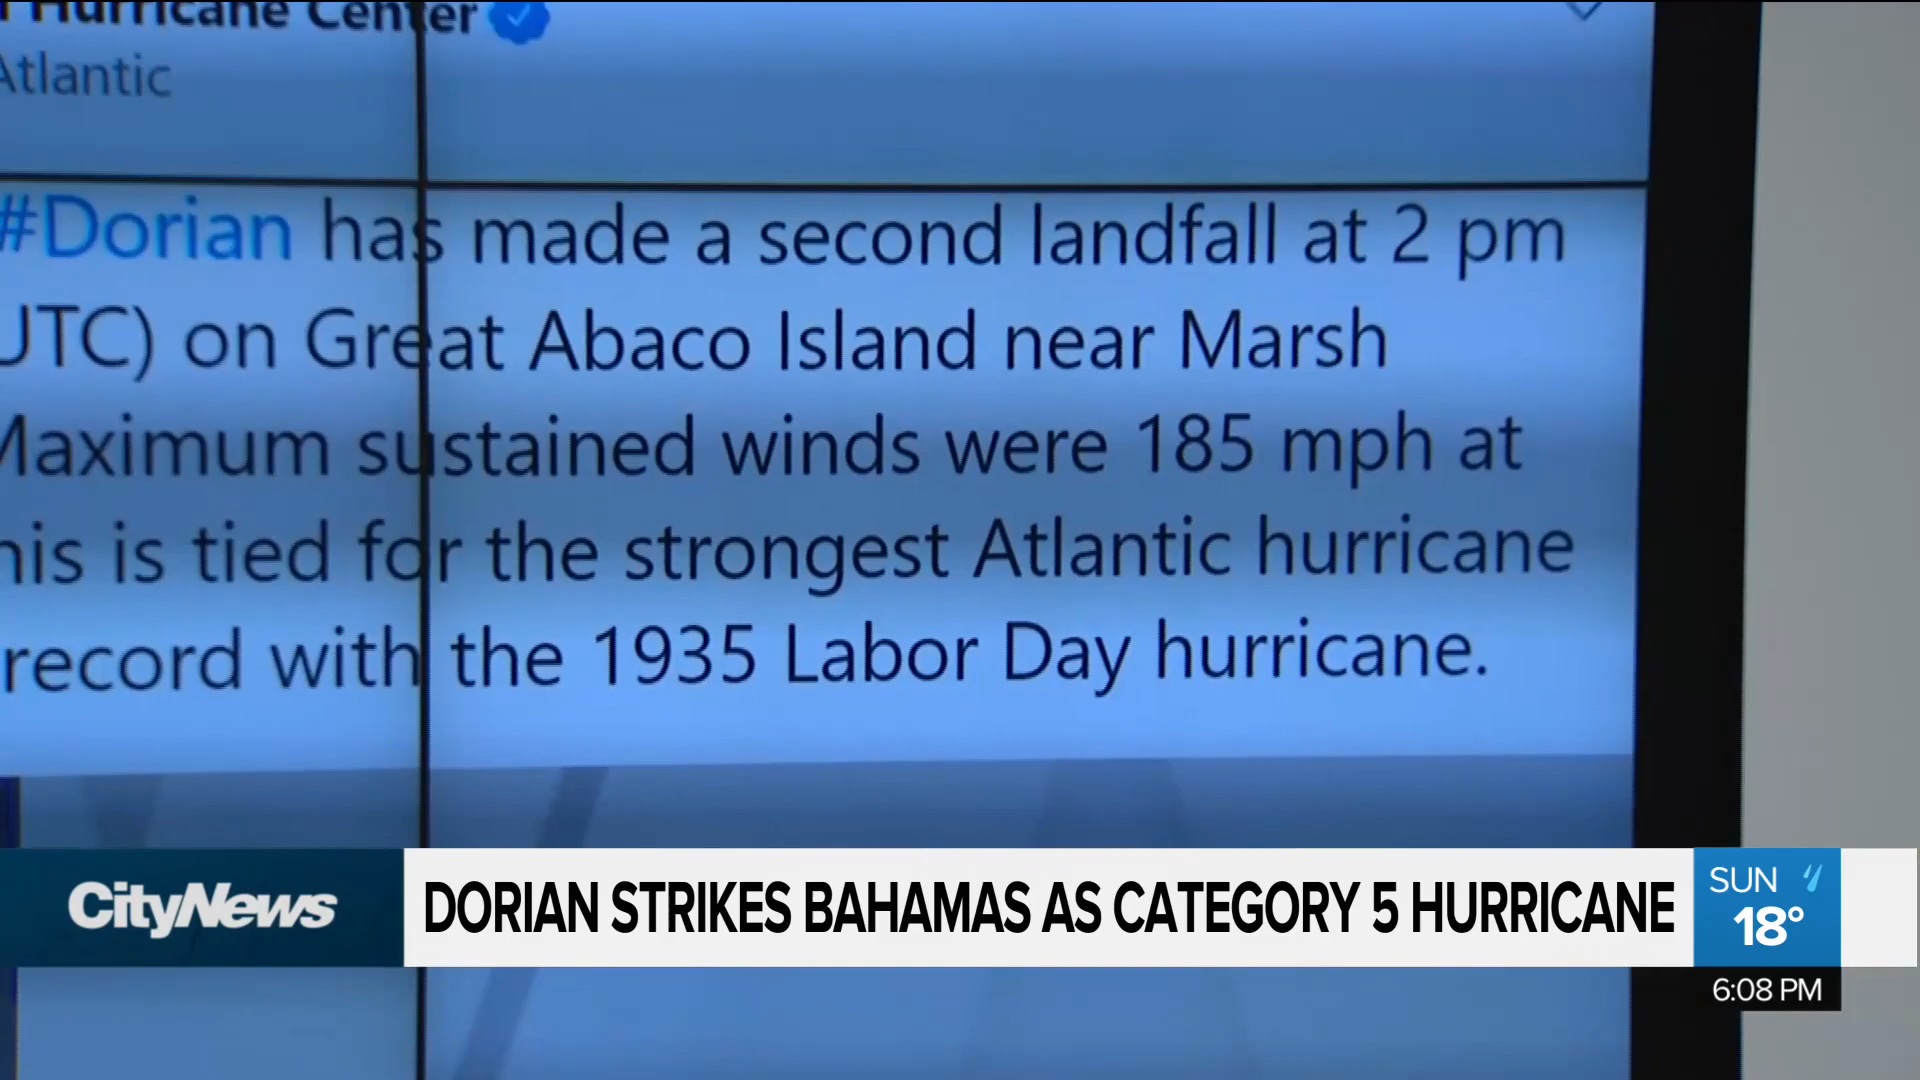 Hurricane Center
Atlantic
#Dorian has made a second landfall at 2 pm
UTC) on Great Abaco Island near Marsh
Maximum sustained winds were 185 mph at
his is tied for the strongest Atlantic hurricane
record with the 1935 Labor Day hurricane.
CityNews
DORIAN STRIKES BAHAMAS AS CATEGORY 5 HURRICANE
SUN
18°
6:08 PM